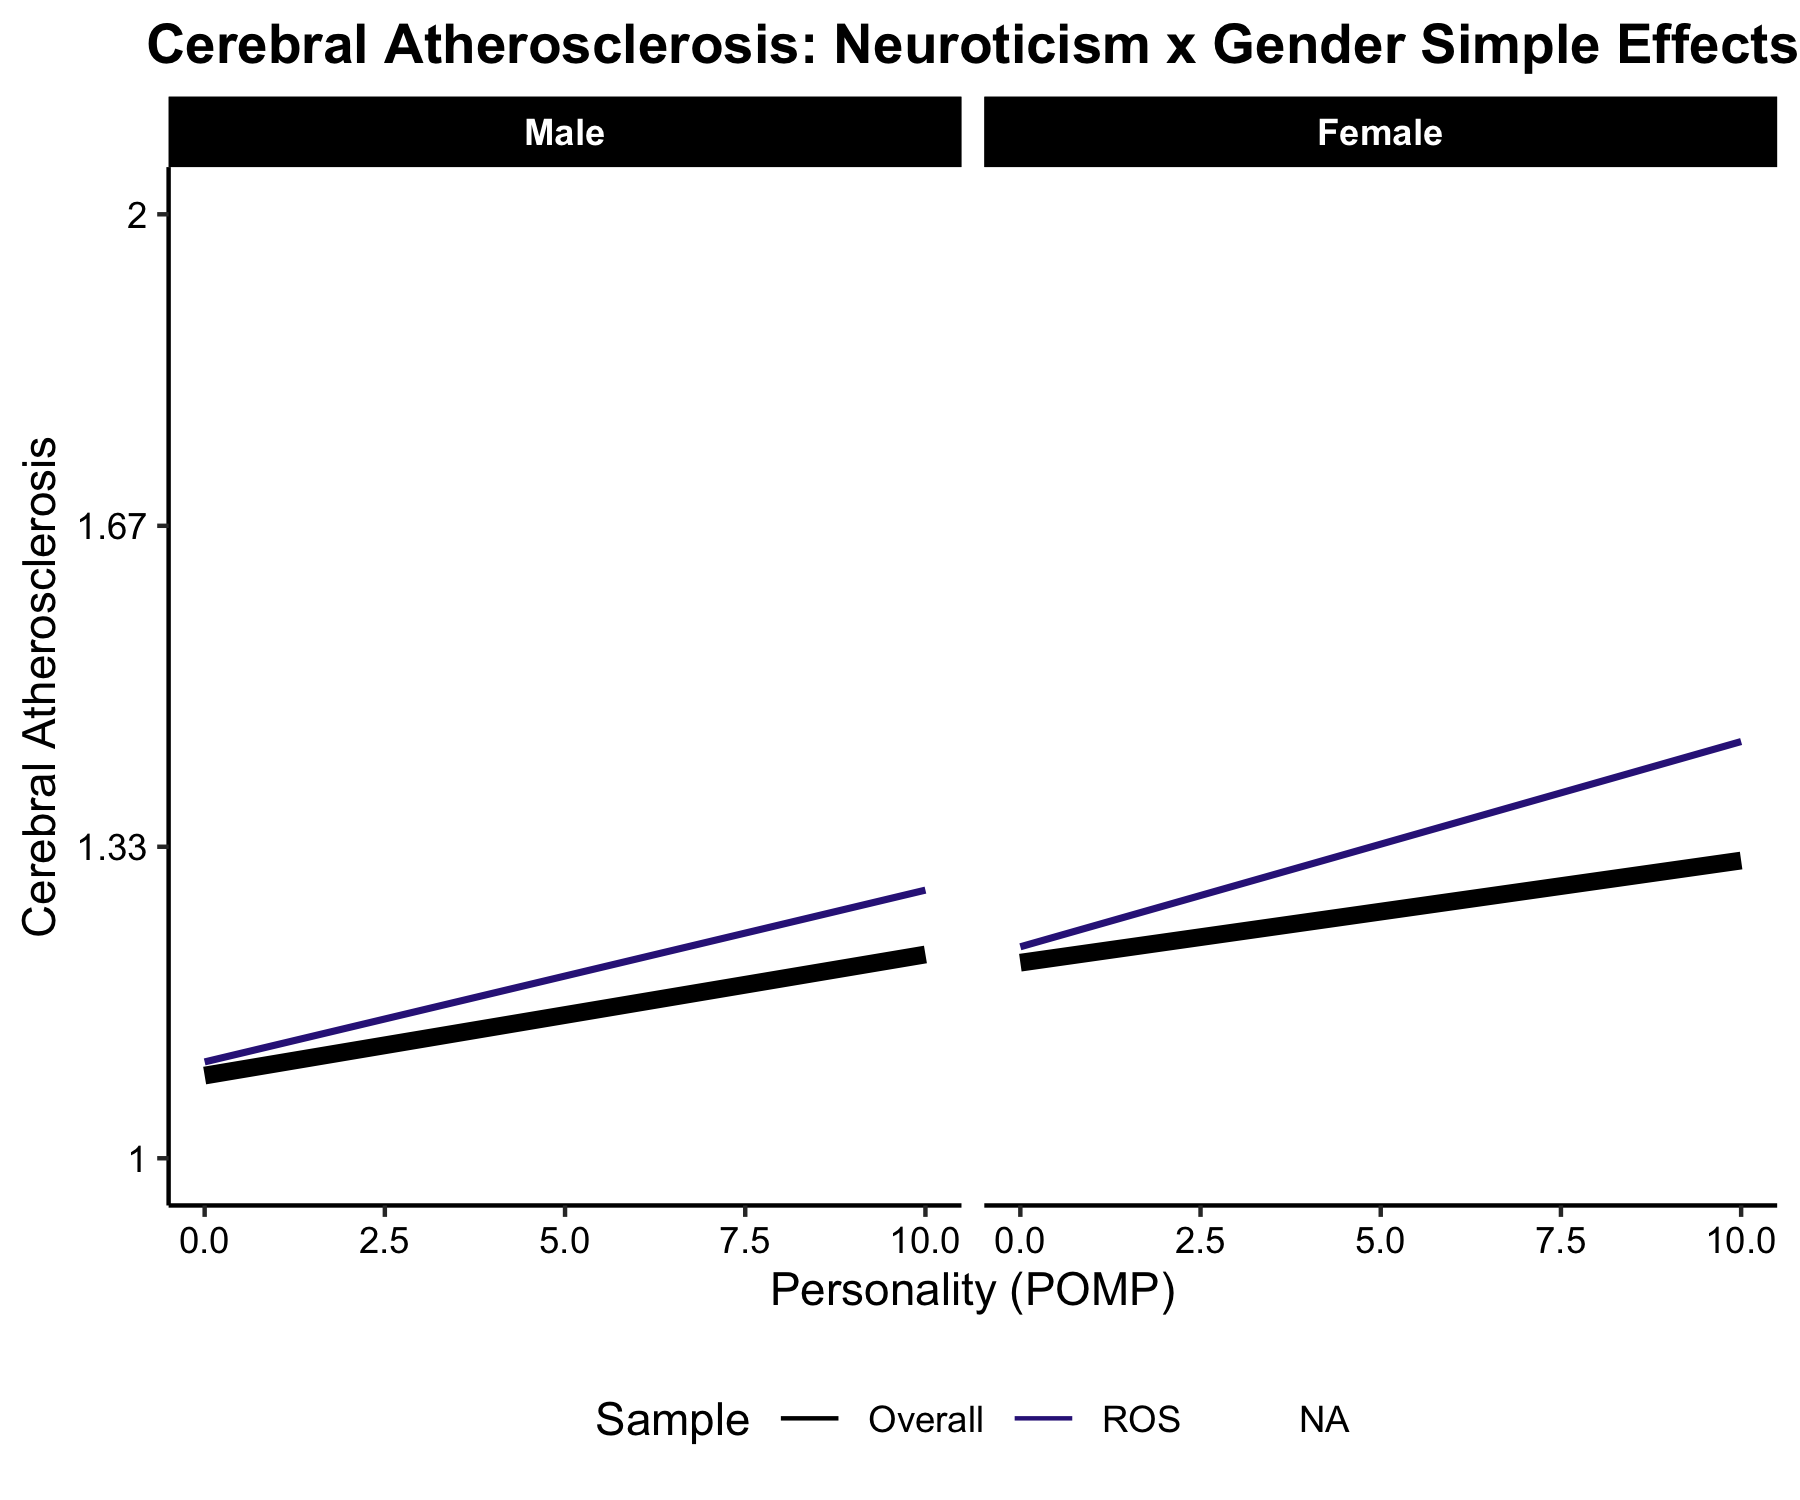 Cerebral Atherosclerosis: Neuroticism x Gender Simple Effects
Male
Female
Cerebral Atherosclerosis
2
1.67
1.33
1
0.0 2.5 5.0 7.5 10.0
0.0 2.5 5.0 7.5 10.0
Personality (POMP)
Sample Overall ROS NA